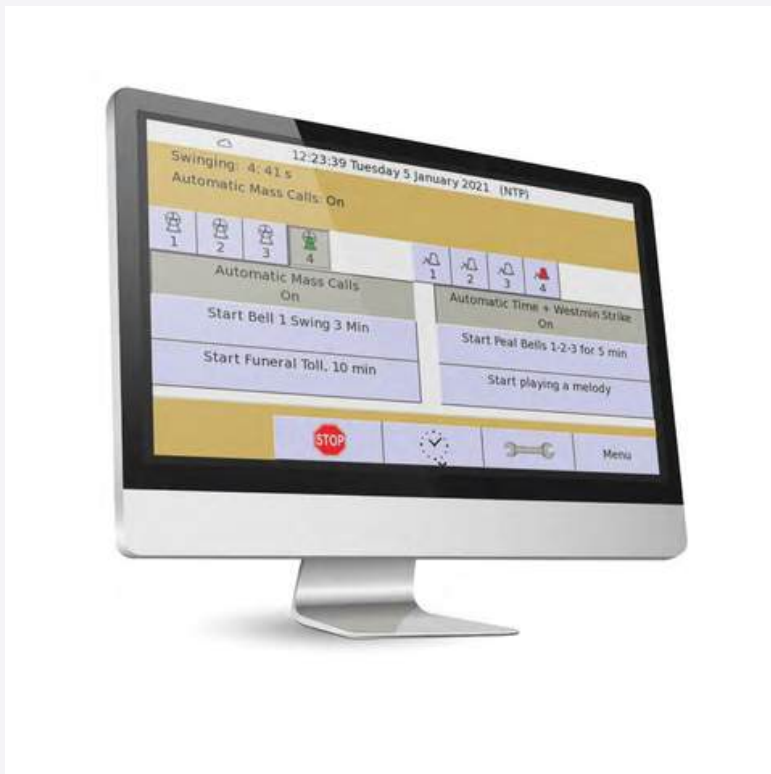 12:23:39 Tuesday 5 January 2021 (NTP)
Swinging: 4: 41 s
Automatic Mass Calls: On
1
2
3
4
1
2
3
4
Automatic Mass Calls
On
Start Bell 1 Swing 3 Min
Start Funeral Toll, 10 min
Automatic Time + Westmin Strike
On
Start Peal Bells 1-2-3 for 5 min
Start playing a melody
STOP
Menu